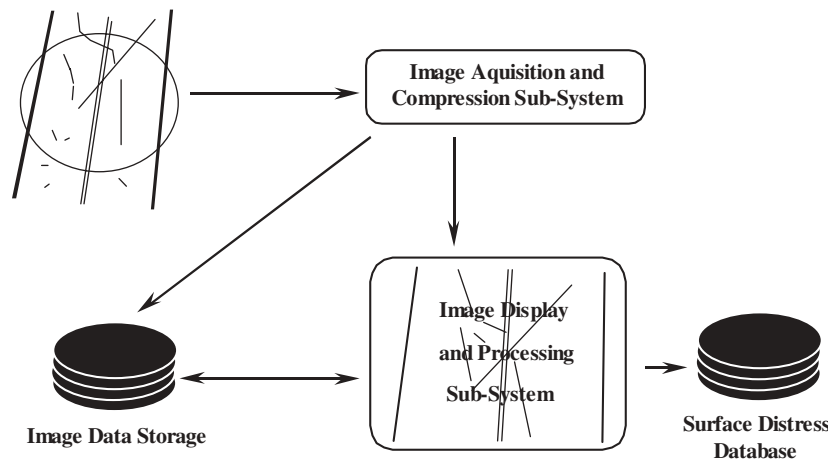 Image Aquisition and
Compression Sub-System
Image Display
and Processing
Sub-System
Image Data Storage
Surface Distress
Database